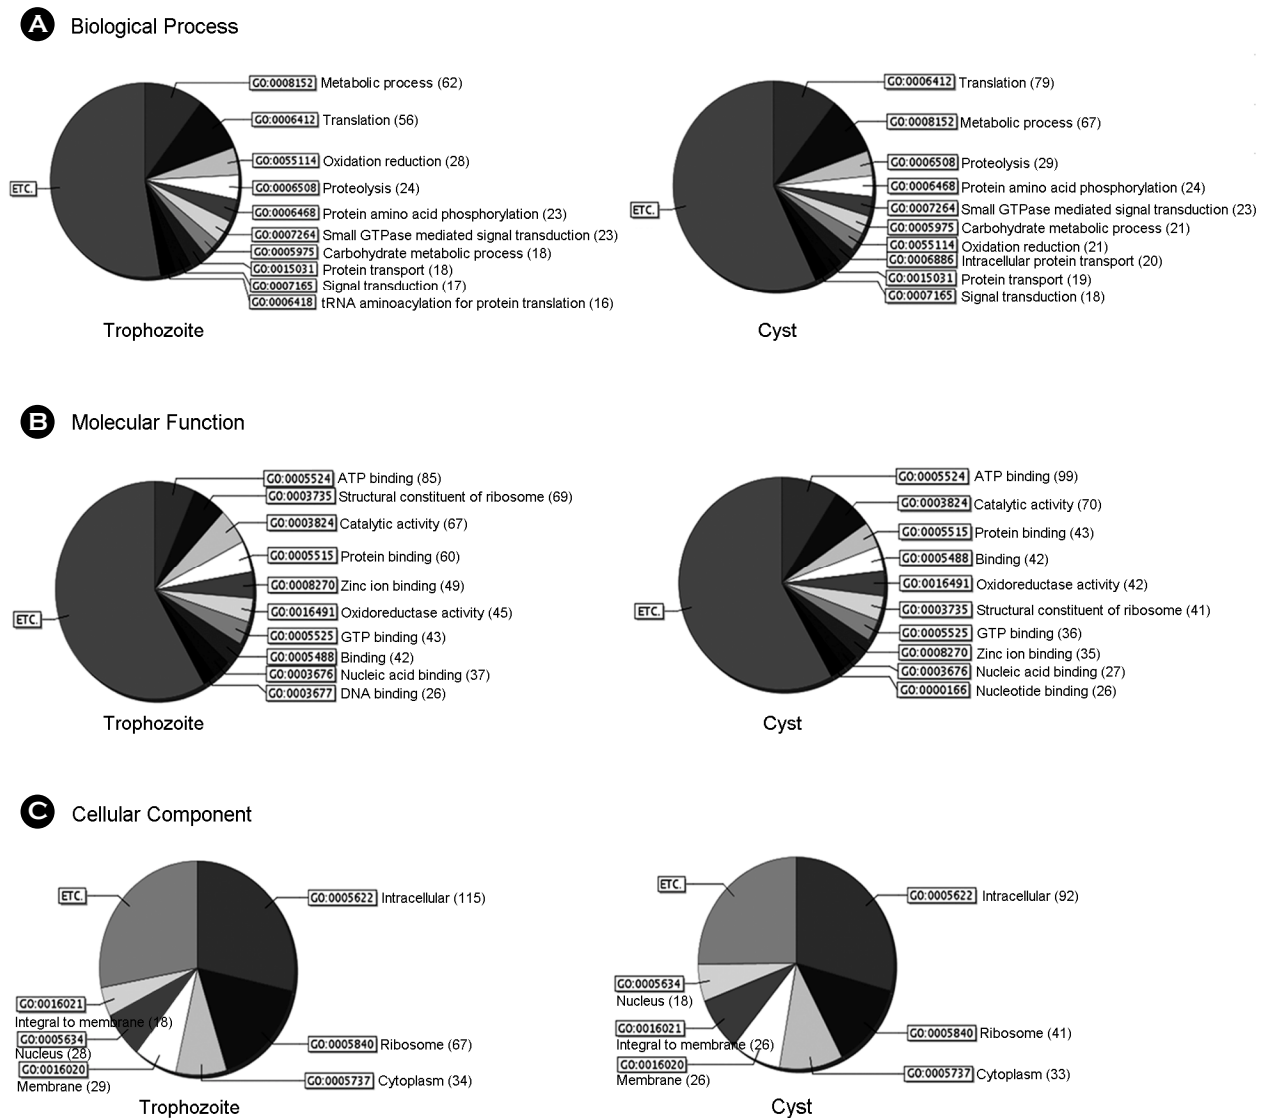 A Biological Process
GO:0008152 Metabolic process (62)
GO:0006412 Translation (56)
GO:0055114 Oxidation reduction (28)
GO:0006508 Proteolysis (24)
GO:0006468 Protein amino acid phosphorylation (23)
GO:0007264 Small GTPase mediated signal transduction (23)
GO:0005975 Carbohydrate metabolic process (18)
GO:0015031 Protein transport (18)
GO:0007165 Signal transduction (17)
GO:0006418 tRNA aminoacylation for protein translation (16)
ETC.
Trophozoite
GO:0006412 Translation (79)
GO:0008152 Metabolic process (67)
GO:0006508 Proteolysis (29)
GO:0006468 Protein amino acid phosphorylation (24)
GO:0007264 Small GTPase mediated signal transduction (23)
GO:0005975 Carbohydrate metabolic process (21)
GO:0055114 Oxidation reduction (21)
GO:0006886 Intracellular protein transport (20)
GO:0015031 Protein transport (19)
GO:0007165 Signal transduction (18)
ETC.
Cyst
B Molecular Function
GO:0005524 ATP binding (85)
GO:0003735 Structural constituent of ribosome (69)
GO:0003824 Catalytic activity (67)
GO:0005515 Protein binding (60)
GO:0008270 Zinc ion binding (49)
GO:0016491 Oxidoreductase activity (45)
GO:0005525 GTP binding (43)
GO:0005488 Binding (42)
GO:0003676 Nucleic acid binding (37)
GO:0003677 DNA binding (26)
ETC.
Trophozoite
GO:0005524 ATP binding (99)
GO:0003824 Catalytic activity (70)
GO:0005515 Protein binding (43)
GO:0005488 Binding (42)
GO:0016491 Oxidoreductase activity (42)
GO:0003735 Structural constituent of ribosome (41)
GO:0005525 GTP binding (36)
GO:0008270 Zinc ion binding (35)
GO:0003676 Nucleic acid binding (27)
GO:0000166 Nucleotide binding (26)
ETC.
Cyst
C Cellular Component
ETC.
GO:0005622 Intracellular (115)
GO:0016021
Integral to membrane (18)
GO:0005634
Nucleus (28)
GO:0016020
Membrane (29)
GO:0005840 Ribosome (67)
GO:0005737 Cytoplasm (34)
Trophozoite
ETC.
GO:0005622 Intracellular (92)
GO:0005634
Nucleus (18)
GO:0016021
Integral to membrane (26)
GO:0016020
Membrane (26)
GO:0005840 Ribosome (41)
GO:0005737 Cytoplasm (33)
Cyst